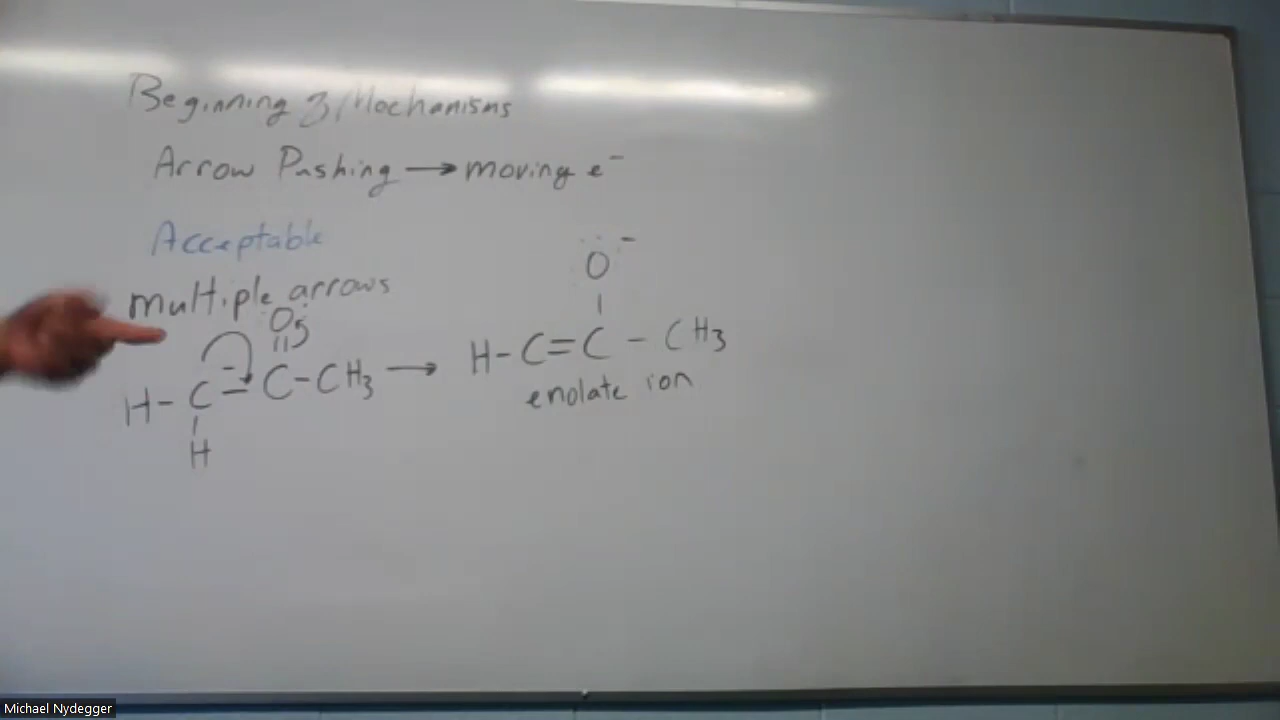 Beginning 3/Mechanisms
Arrow Pushing → moving e⁻
Acceptable
multiple arrows
O
O⁻
H-C=C-CH3 →
H-C=C-CH3
H
enolate ion
Michael Nydegger